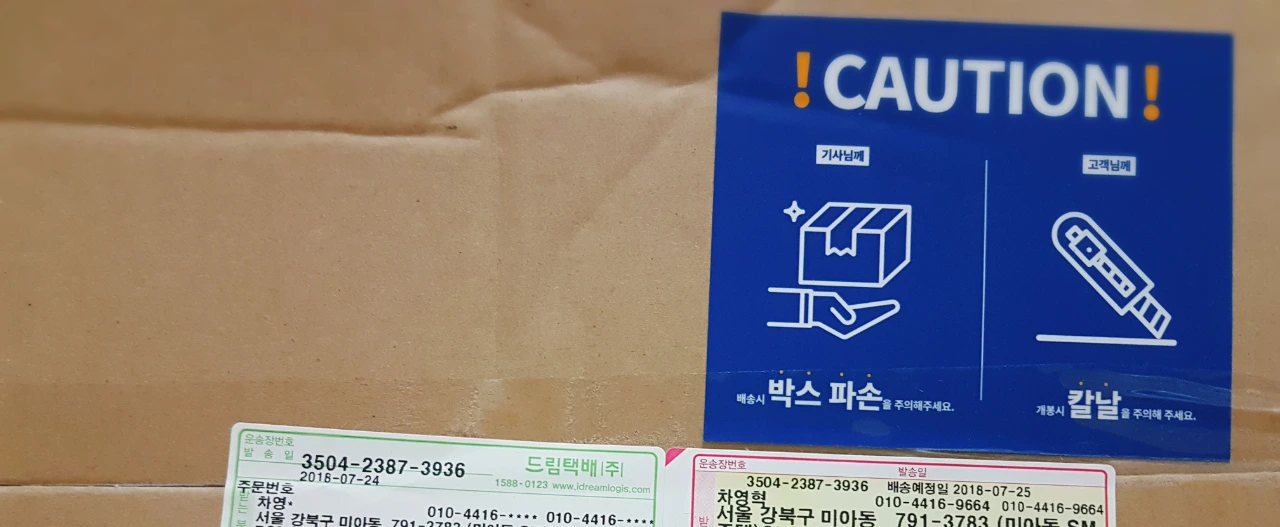 !CAUTION!
기사님께
고객님께
배송시 박스 파손을 주의해주세요.
개봉시 칼날을 주의해 주세요.
운송장번호
발 송 일
3504-2387-3936
2018-07-24
드림택배(주)
1588-0123 www.idreamlogis.com
주문번호
차영*
010-4416-**** 010-4416-****
서울 강북구 미아동 791-3783
운송장번호
발송일
3504-2387-3936 배송예정일 2018-07-25
차영혁
010-4416-9664 010-4416-9664
서울 강북구 미아동 791-3783 (미아동